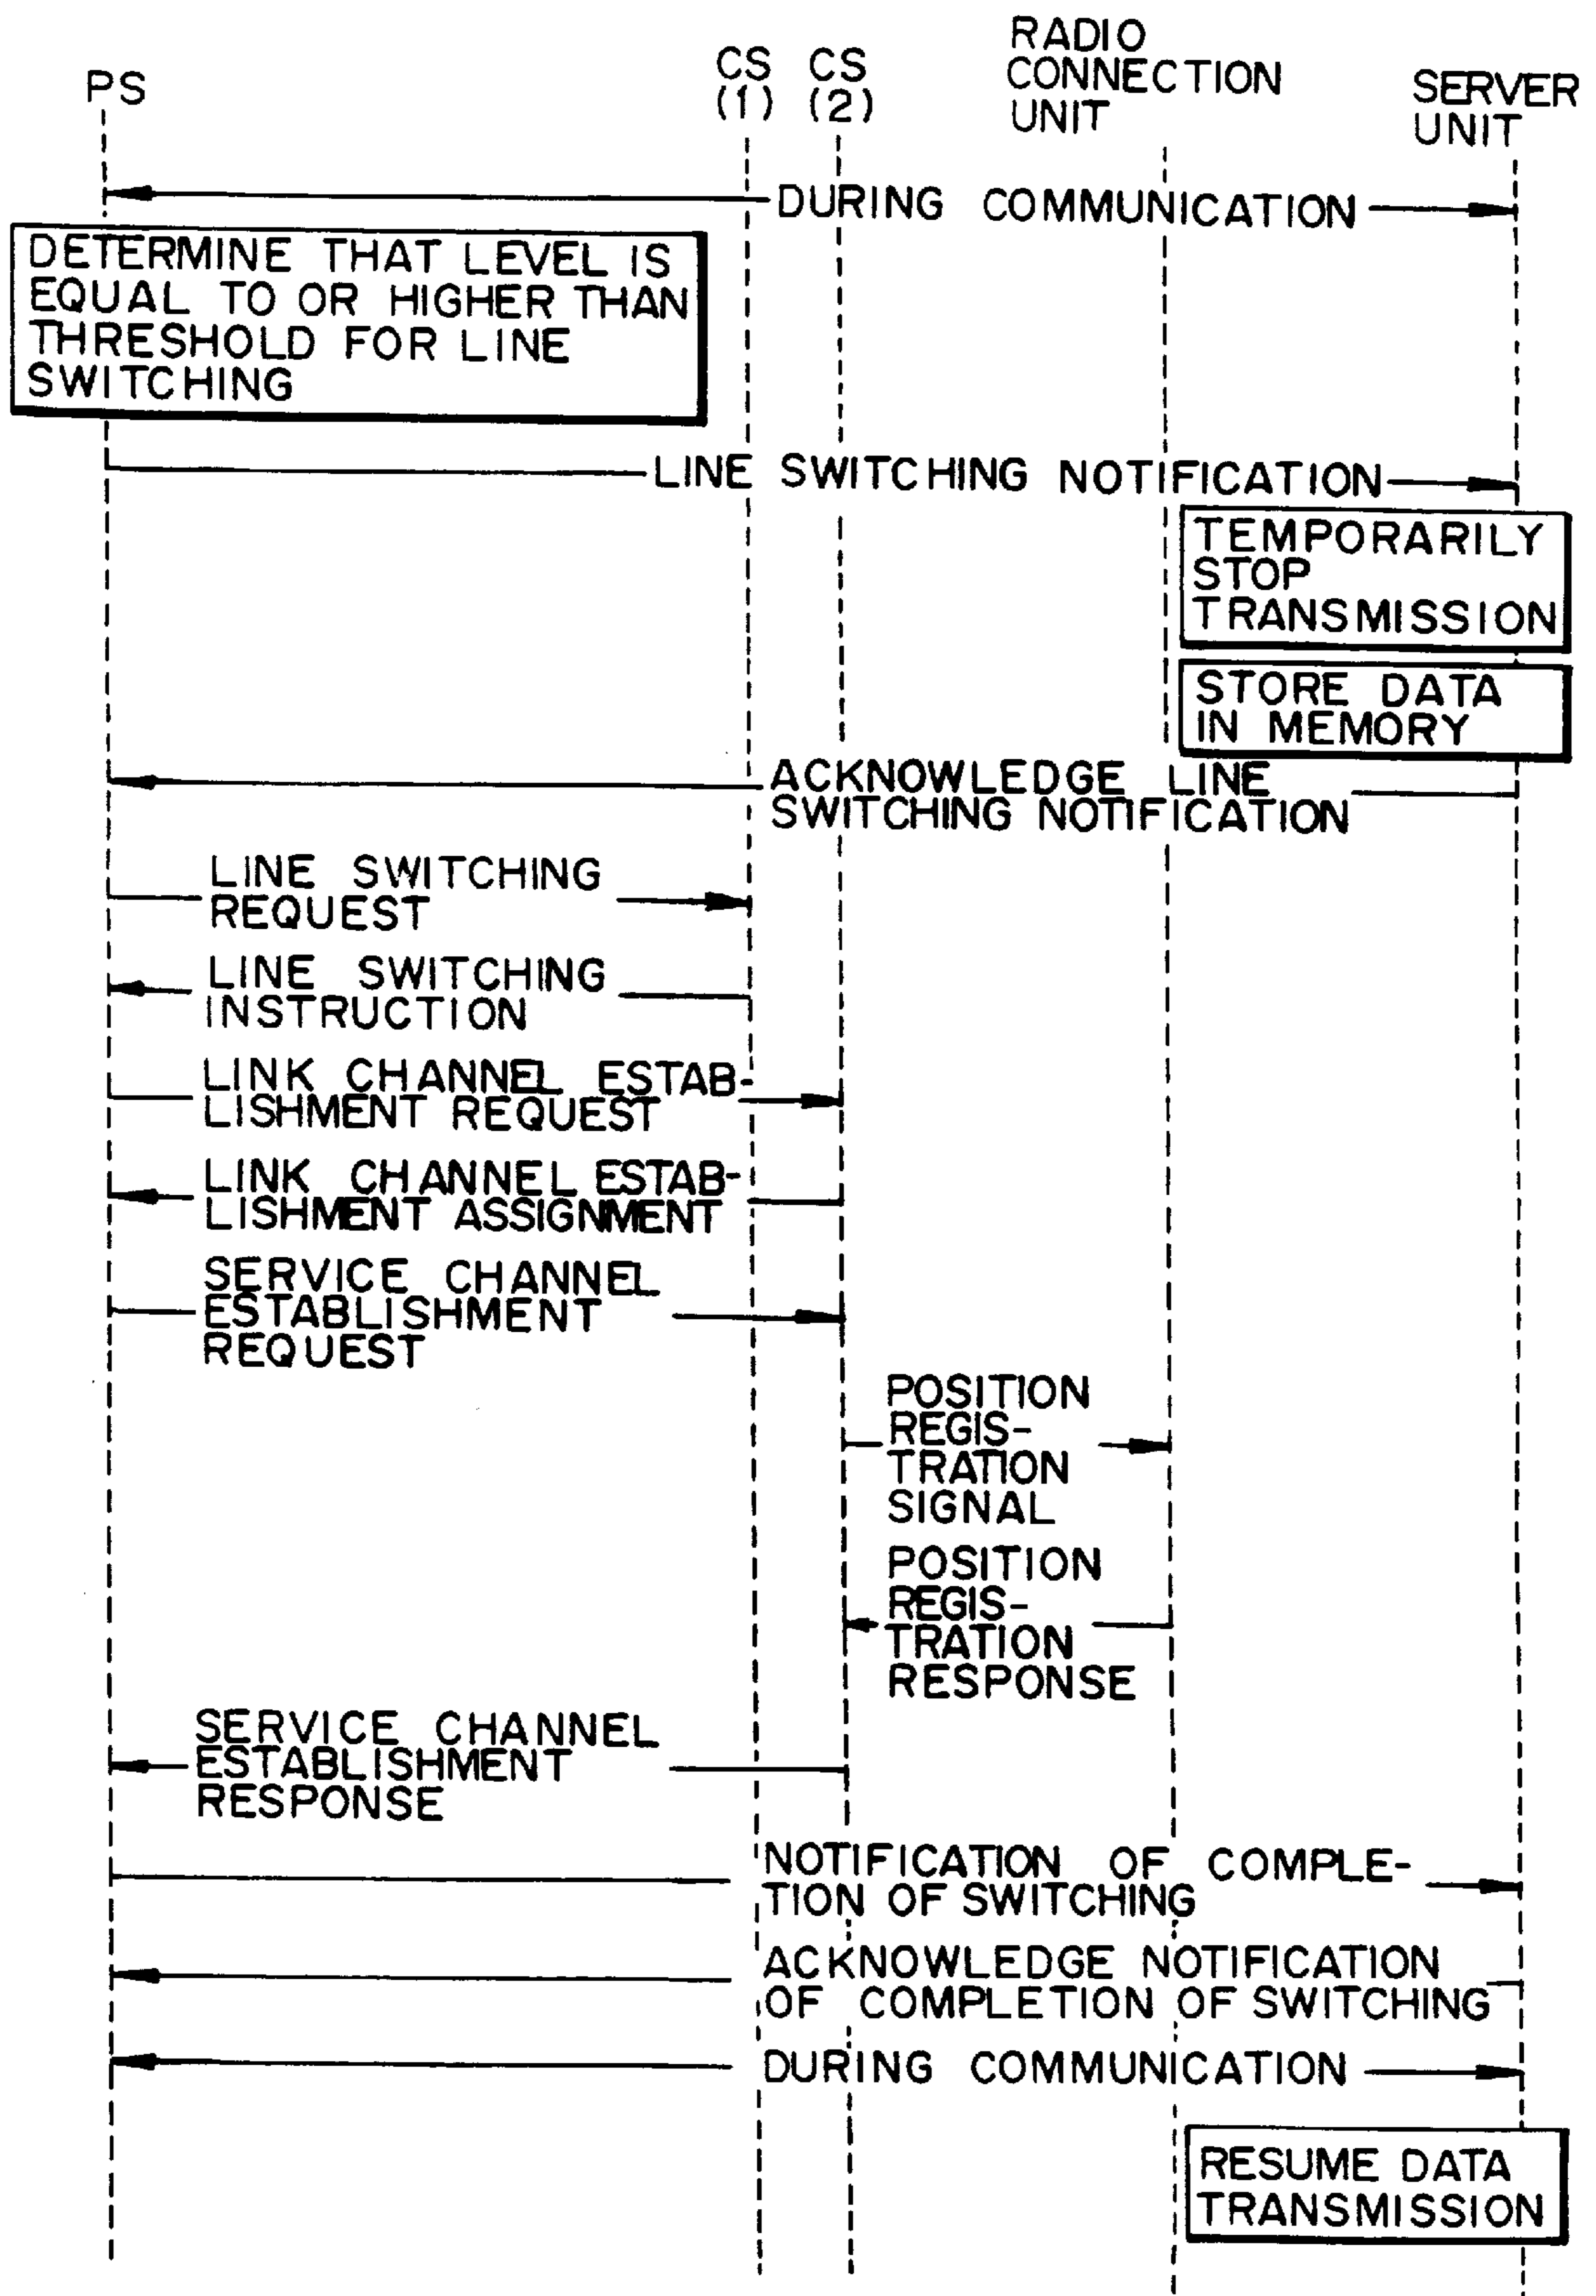 PS
CS
(1)
CS
(2)
RADIO
CONNECTION
UNIT
SERVER
UNIT
DURING COMMUNICATION
DETERMINE THAT LEVEL IS
EQUAL TO OR HIGHER THAN
THRESHOLD FOR LINE
SWITCHING
LINE SWITCHING NOTIFICATION
TEMPORARILY
STOP
TRANSMISSION
STORE DATA
IN MEMORY
ACKNOWLEDGE LINE
SWITCHING NOTIFICATION
LINE SWITCHING
REQUEST
LINE SWITCHING
INSTRUCTION
LINK CHANNEL ESTAB-
LISHMENT REQUEST
LINK CHANNEL ESTAB-
LISHMENT ASSIGNMENT
SERVICE CHANNEL
ESTABLISHMENT
REQUEST
POSITION
REGIS-
TRATION
SIGNAL
POSITION
REGIS-
TRATION
RESPONSE
SERVICE CHANNEL
ESTABLISHMENT
RESPONSE
NOTIFICATION OF COMPLE-
TION OF SWITCHING
ACKNOWLEDGE NOTIFICATION
OF COMPLETION OF SWITCHING
DURING COMMUNICATION
RESUME DATA
TRANSMISSION